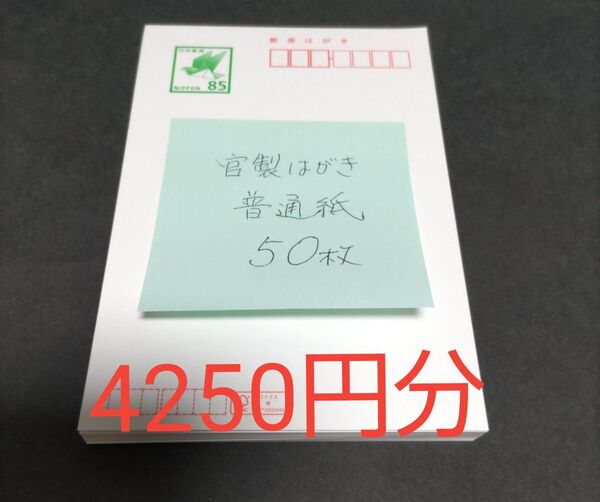 郵便はがき
日本郵便
NIPPON 85
官製はがき
普通紙
50枚
4250円分